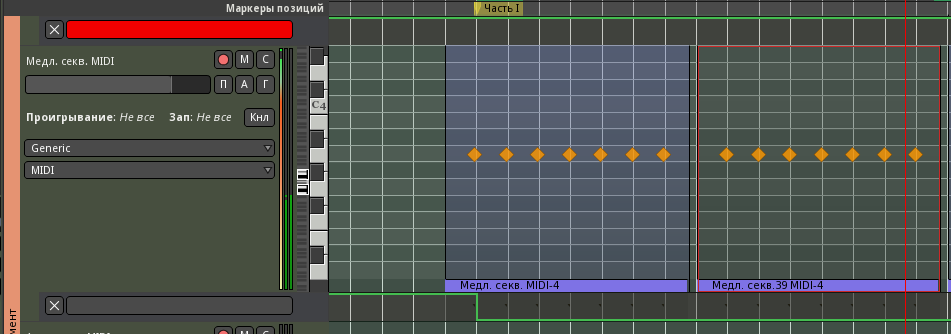 Маркеры позиций
Часть I
Медл. секв. MIDI
М С
П А Г
C4
Проигрывание: Не все Зап: Не все Кнл
Generic
MIDI
Медл. секв. MIDI-4
Медл. секв.39 MIDI-4
мент